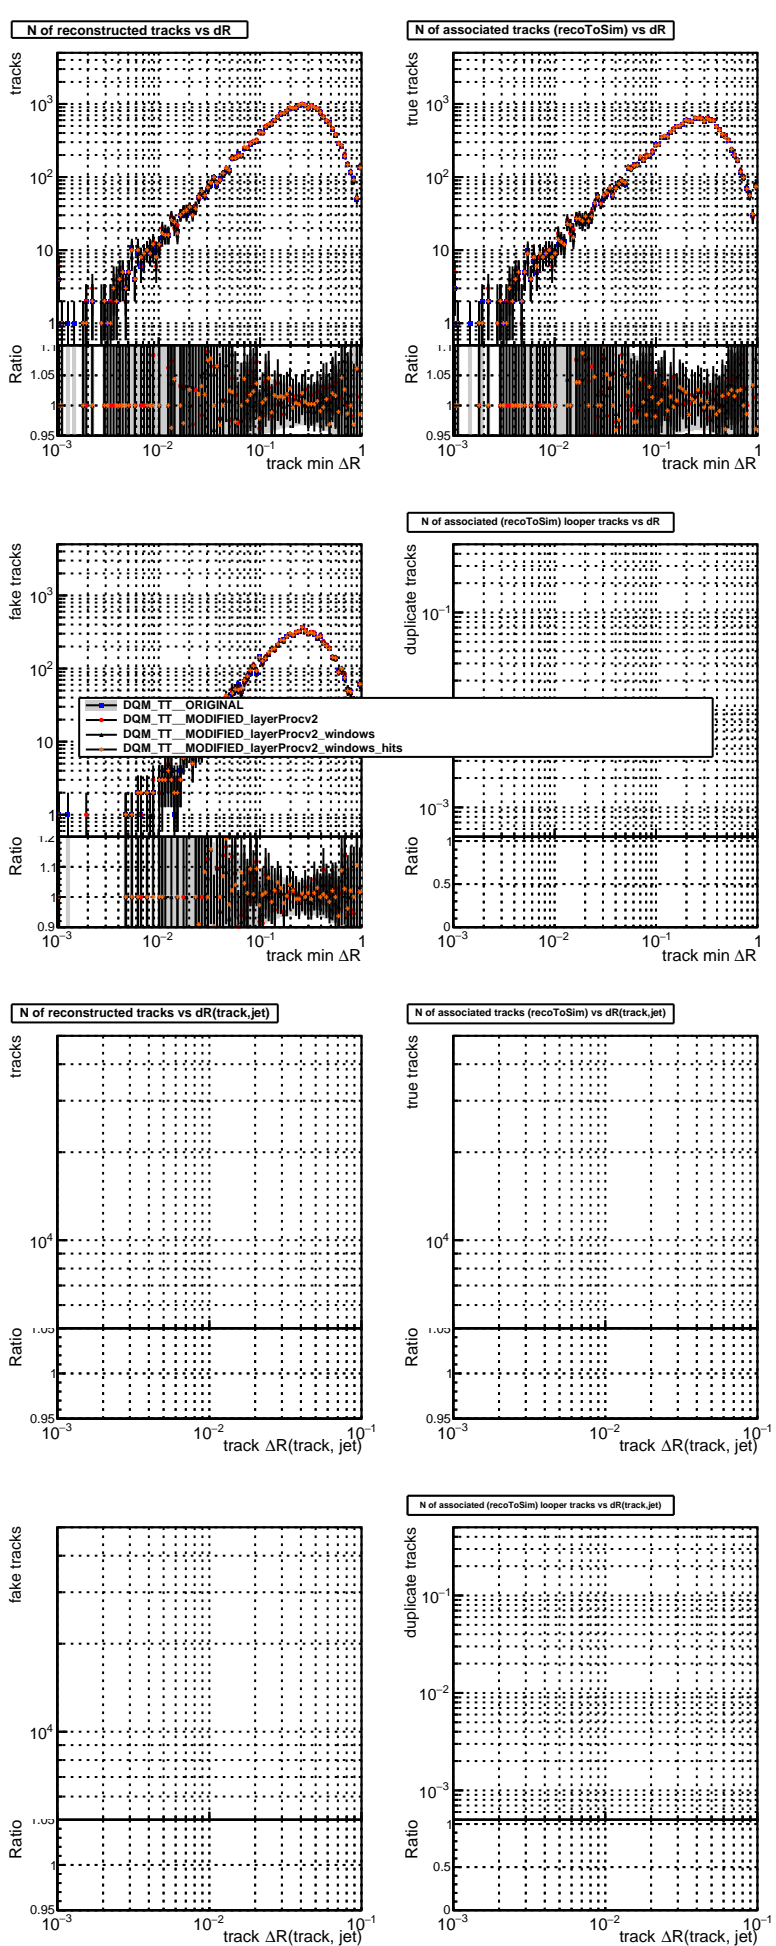 N of reconstructed tracks vs dR
tracks
10³
10²
10
1
1.1
1.05
1
0.95
Ratio
10⁻³ 10⁻² 10⁻¹ 1
track min ΔR
N of associated tracks (recoToSim) vs dR
true tracks
10³
10²
10
1
1.1
1.05
1
0.95
Ratio
10⁻³ 10⁻² 10⁻¹ 1
track min ΔR
fake tracks
10³
10²
10
1
1.2
1.1
1
0.9
Ratio
10⁻³ 10⁻² 10⁻¹ 1
track min ΔR
N of associated (recoToSim) looper tracks vs dR
duplicate tracks
10⁻¹
10⁻³
1
0.5
0
Ratio
10⁻³ 10⁻² 10⁻¹ 1
track min ΔR
DQM_TT__ORIGINAL
DQM_TT__MODIFIED_layerProcv2
DQM_TT__MODIFIED_layerProcv2_windows
DQM_TT__MODIFIED_layerProcv2_windows_hits
N of reconstructed tracks vs dR(track,jet)
tracks
10⁴
1.05
1
0.95
Ratio
10⁻³ 10⁻² 10⁻¹
track ΔR(track, jet)
N of associated tracks (recoToSim) vs dR(track,jet)
true tracks
10⁴
1.05
1
0.95
Ratio
10⁻³ 10⁻² 10⁻¹
track ΔR(track, jet)
fake tracks
10⁴
1.05
1
0.95
Ratio
10⁻³ 10⁻² 10⁻¹
track ΔR(track, jet)
N of associated (recoToSim) looper tracks vs dR(track,jet)
duplicate tracks
10⁻¹
10⁻²
10⁻³
1
0.5
0
Ratio
10⁻³ 10⁻² 10⁻¹
track ΔR(track, jet)